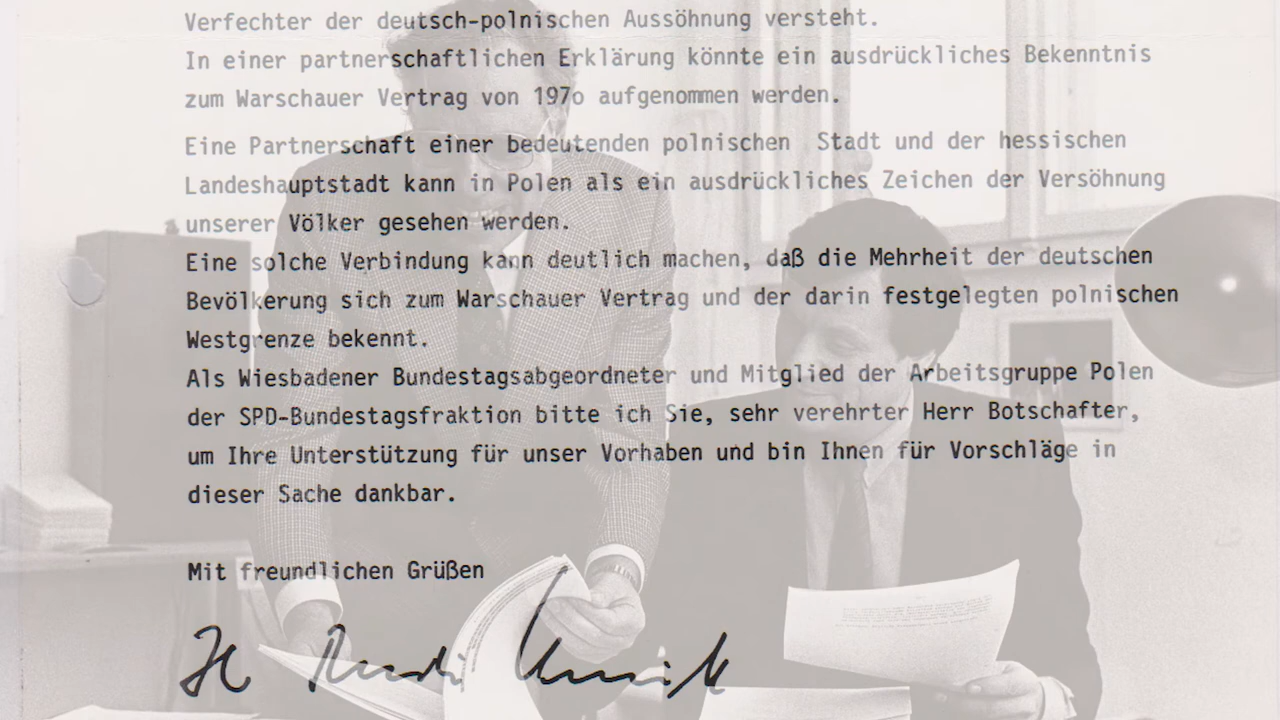 Verfechter der deutsch-polnischen Aussöhnung versteht.
In einer partnerschaftlichen Erklärung könnte ein ausdrückliches Bekenntnis
zum Warschauer Vertrag von 197o aufgenommen werden.
Eine Partnerschaft einer bedeutenden polnischen Stadt und der hessischen
Landeshauptstadt kann in Polen als ein ausdrückliches Zeichen der Versöhnung
unserer Völker gesehen werden.
Eine solche Verbindung kann deutlich machen, daß die Mehrheit der deutschen
Bevölkerung sich zum Warschauer Vertrag und der darin festgelegten polnischen
Westgrenze bekennt.
Als Wiesbadener Bundestagsabgeordneter und Mitglied der Arbeitsgruppe Polen
der SPD-Bundestagsfraktion bitte ich Sie, sehr verehrter Herr Botschafter,
um Ihre Unterstützung für unser Vorhaben und bin Ihnen für Vorschläge in
dieser Sache dankbar.
Mit freundlichen Grüßen